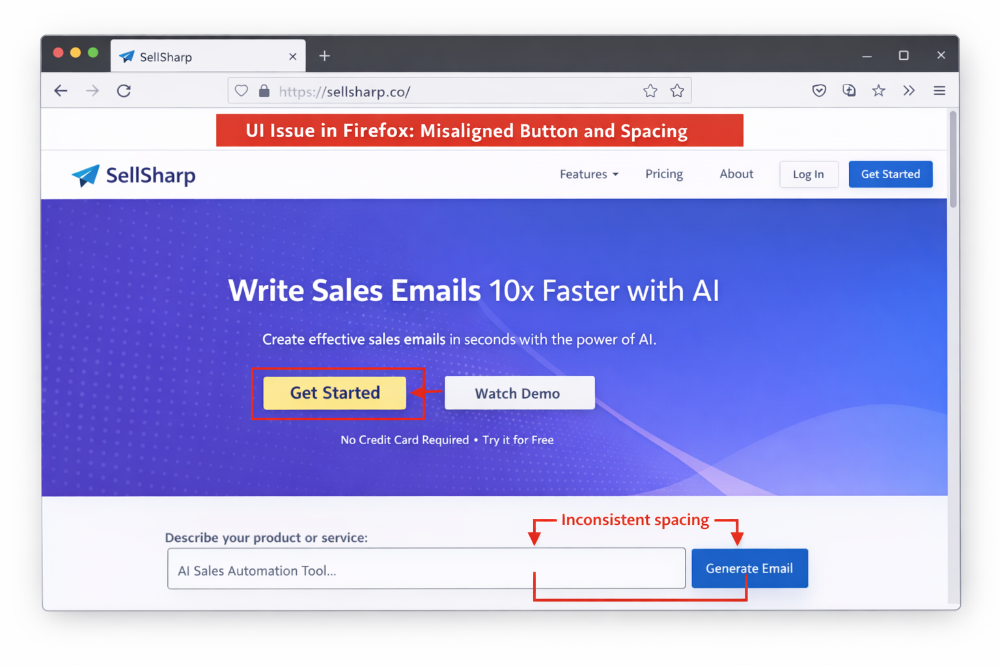 SellSharp
https://sellsharp.co/
UI Issue in Firefox: Misaligned Button and Spacing
SellSharp
Features
Pricing
About
Log In
Get Started
Write Sales Emails 10x Faster with AI
Create effective sales emails in seconds with the power of AI.
Get Started
Watch Demo
No Credit Card Required • Try it for Free
Inconsistent spacing
Describe your product or service:
AI Sales Automation Tool...
Generate Email